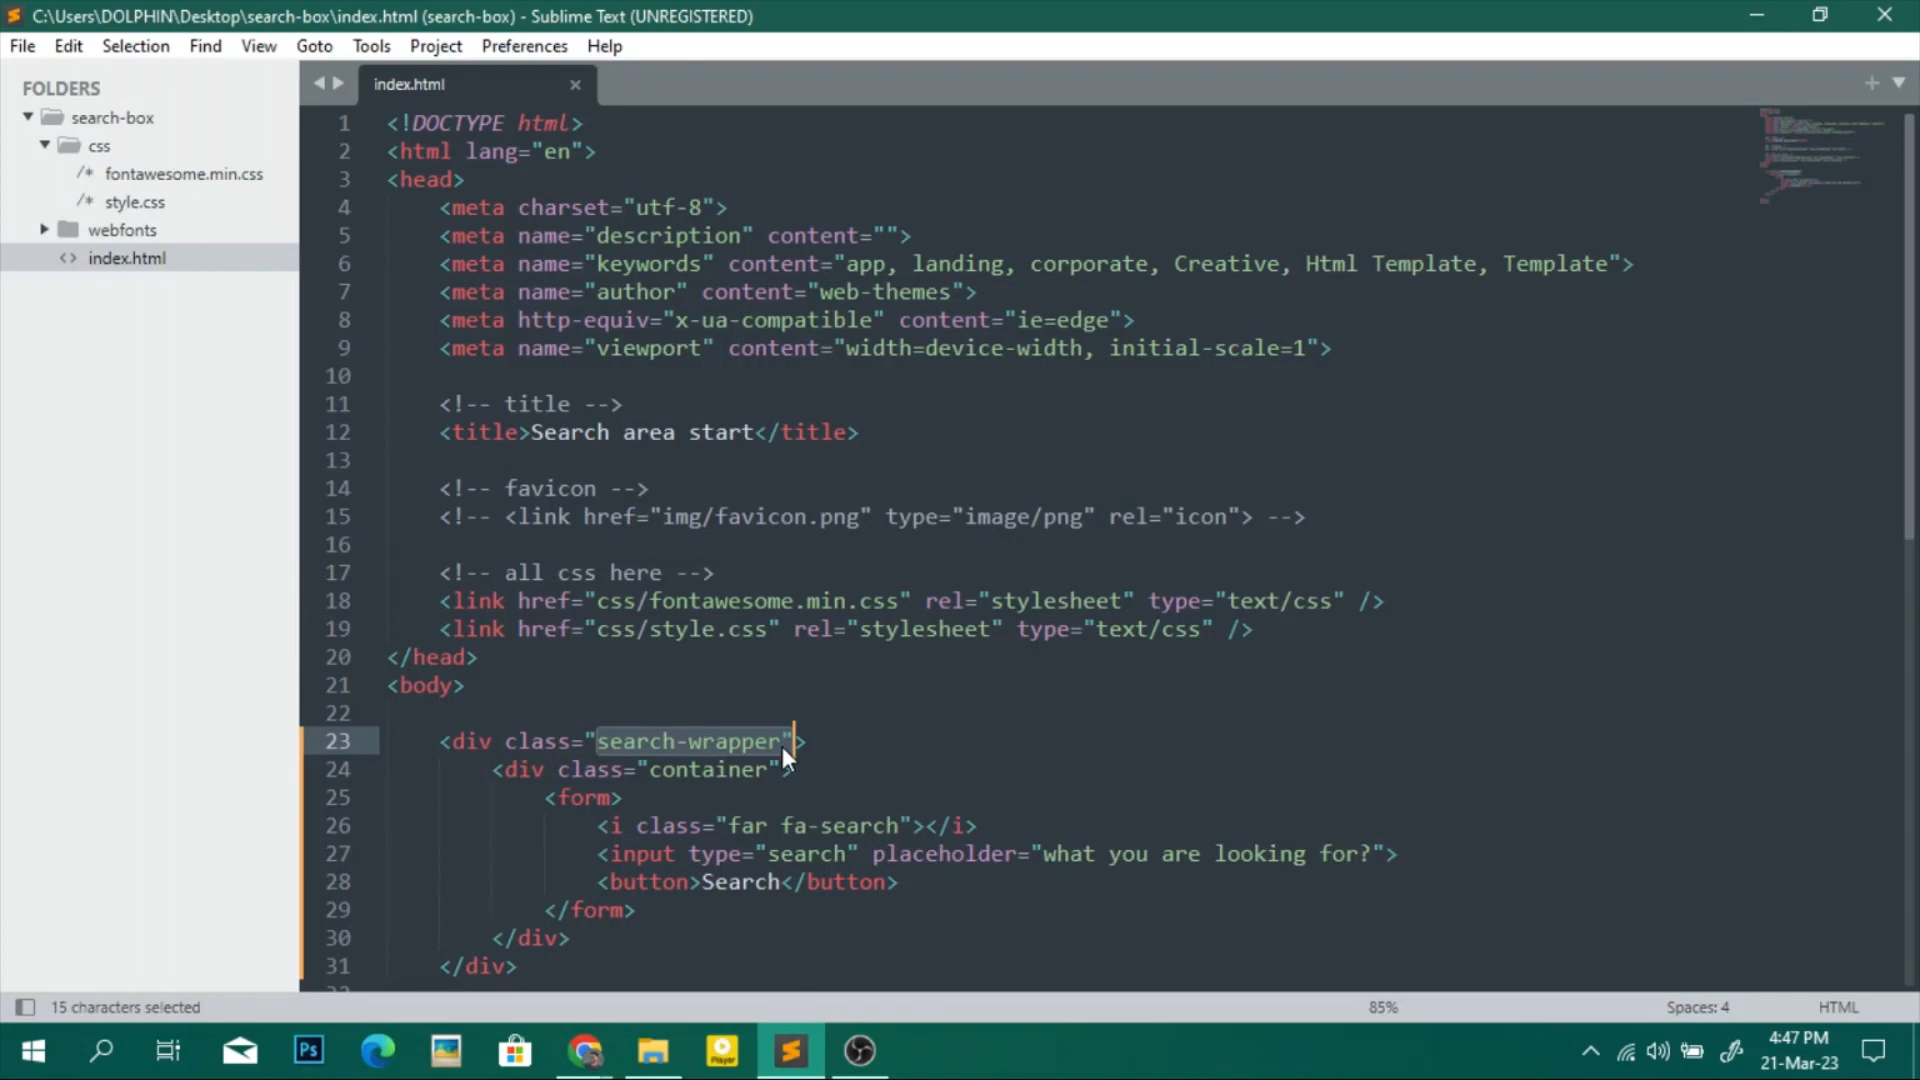 C:\Users\DOLPHIN\Desktop\search-box\index.html (search-box) - Sublime Text (UNREGISTERED)
File Edit Selection Find View Goto Tools Project Preferences Help
FOLDERS
search-box
css
/* fontawesome.min.css
/* style.css
webfonts
<> index.html
index.html
1 <!DOCTYPE html>
2 <html lang="en">
3 <head>
4 <meta charset="utf-8">
5 <meta name="description" content="">
6 <meta name="keywords" content="app, landing, corporate, Creative, Html Template, Template">
7 <meta name="author" content="web-themes">
8 <meta http-equiv="x-ua-compatible" content="ie=edge">
9 <meta name="viewport" content="width=device-width, initial-scale=1">
10
11 <!-- title -->
12 <title>Search area start</title>
13
14 <!-- favicon -->
15 <!-- <link href="img/favicon.png" type="image/png" rel="icon"> -->
16
17 <!-- all css here -->
18 <link href="css/fontawesome.min.css" rel="stylesheet" type="text/css" />
19 <link href="css/style.css" rel="stylesheet" type="text/css" />
20 </head>
21 <body>
22
23 <div class="search-wrapper">
24 <div class="container">
25 <form>
26 <i class="far fa-search"></i>
27 <input type="search" placeholder="what you are looking for?">
28 <button>Search</button>
29 </form>
30 </div>
31 </div>
15 characters selected
85%
Spaces: 4
HTML
Ps
Player
4:47 PM
21-Mar-23